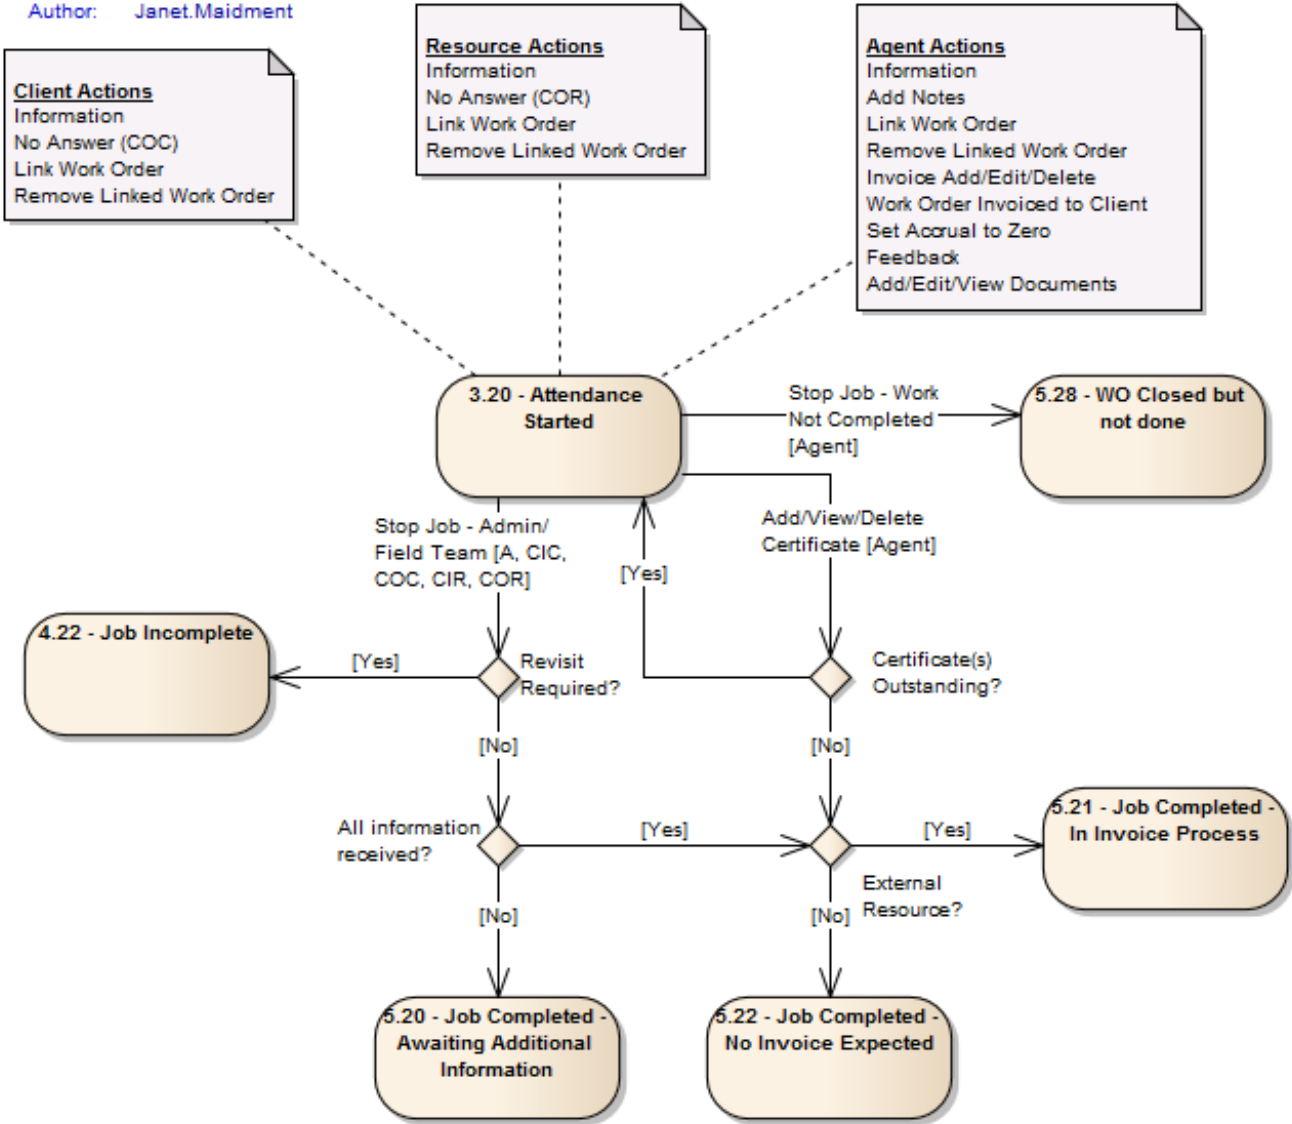 Author: Janet.Maidment
Client Actions
Information
No Answer (COC)
Link Work Order
Remove Linked Work Order
Resource Actions
Information
No Answer (COR)
Link Work Order
Remove Linked Work Order
Agent Actions
Information
Add Notes
Link Work Order
Remove Linked Work Order
Invoice Add/Edit/Delete
Work Order Invoiced to Client
Set Accrual to Zero
Feedback
Add/Edit/View Documents
3.20 - Attendance
Started
Stop Job - Work
Not Completed
[Agent]
5.28 - WO Closed but
not done
Stop Job - Admin/
Field Team [A, CIC,
COC, CIR, COR]
[Yes]
Add/View/Delete
Certificate [Agent]
4.22 - Job Incomplete
[Yes]
Revisit
Required?
Certificate(s)
Outstanding?
[No]
[No]
All information
received?
[Yes]
[Yes]
5.21 - Job Completed -
In Invoice Process
External
Resource?
[No]
[No]
5.20 - Job Completed -
Awaiting Additional
Information
5.22 - Job Completed -
No Invoice Expected